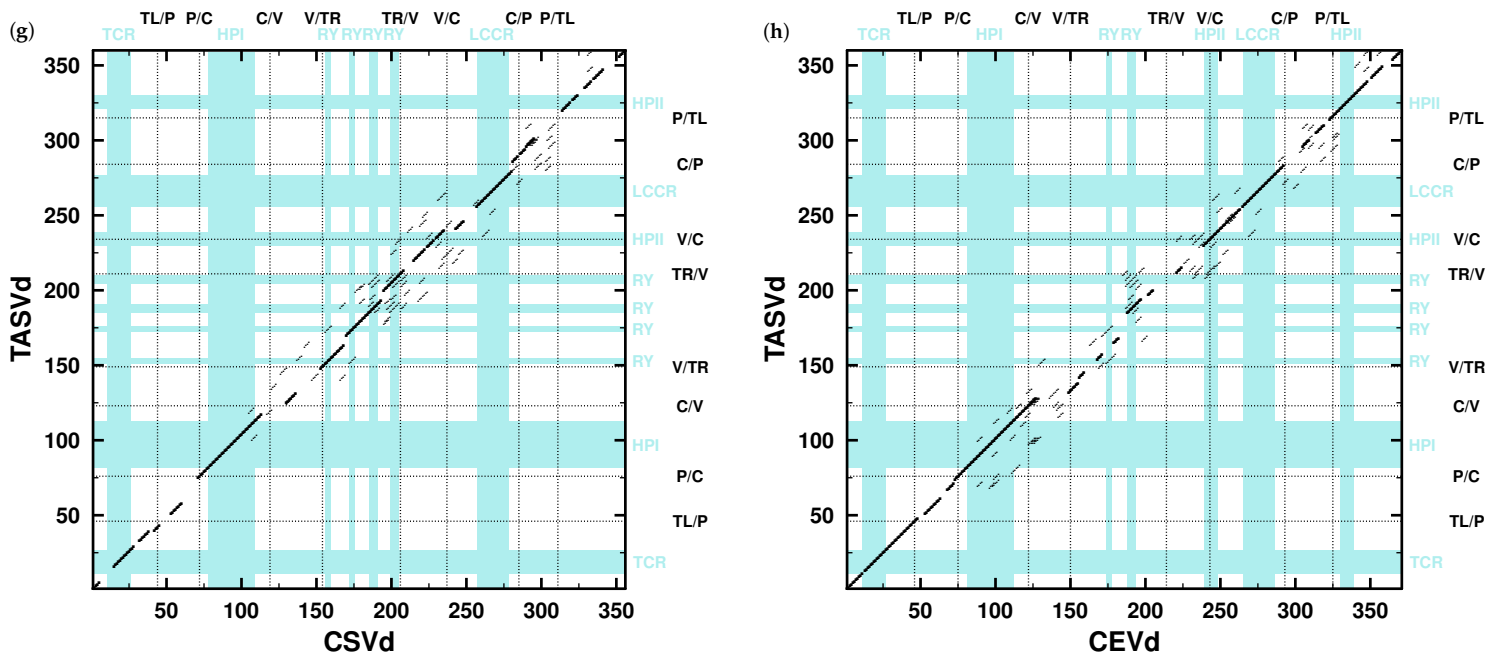 (g)
TL/P P/C C/V V/TR TR/V V/C C/P P/TL
TCR HPI RY RY RY RY LCCR
350
300
250
200
150
100
50
TASVd
HPII
P/TL
C/P
LCCR
HPII
V/C
TR/V
RY
RY
RY
RY
V/TR
C/V
HPI
P/C
TL/P
TCR
50 100 150 200 250 300 350
CSVd
(h)
TL/P P/C C/V V/TR TR/V V/C C/P P/TL
TCR HPI RY RY HPII LCCR HPII
350
300
250
200
150
100
50
TASVd
HPII
P/TL
C/P
LCCR
HPII
V/C
TR/V
RY
RY
RY
RY
V/TR
C/V
HPI
P/C
TL/P
TCR
50 100 150 200 250 300 350
CEVd